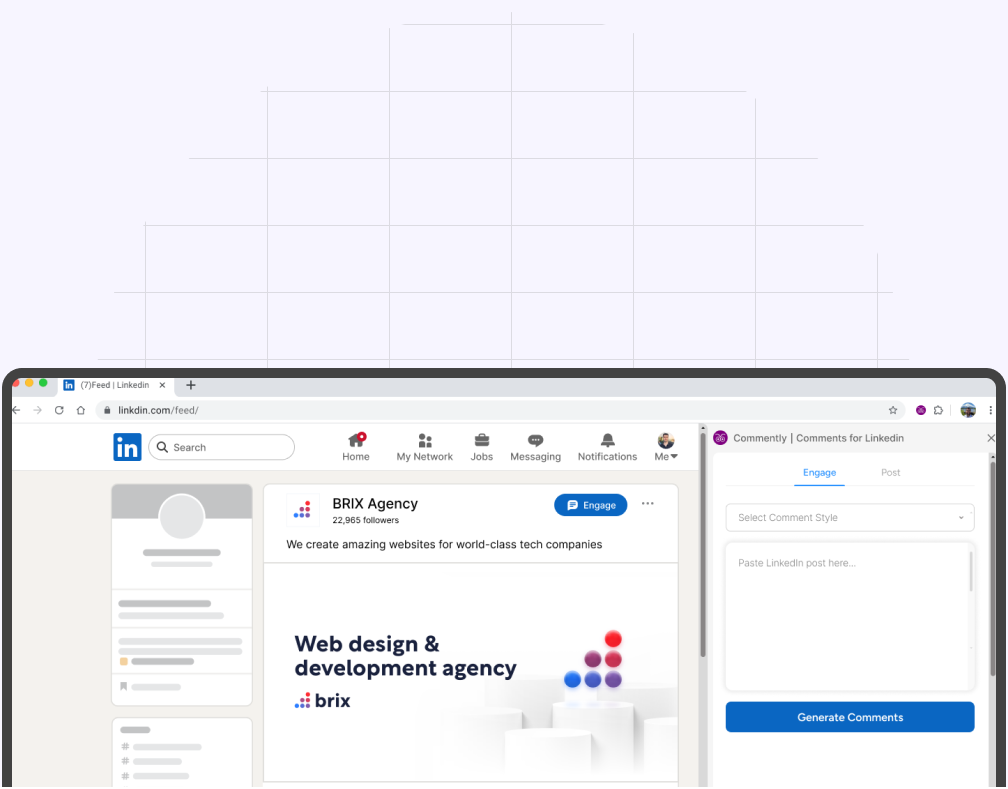 (7)Feed | Linkedin
linkdin.com/feed/
in
Search
Home
My Network
Jobs
Messaging
Notifications
Me
Commently | Comments for Linkedin
Engage
Post
Select Comment Style
Paste LinkedIn post here...
Generate Comments
BRIX Agency
22,965 followers
Engage
We create amazing websites for world-class tech companies
Web design &
development agency
brix
#
#
#